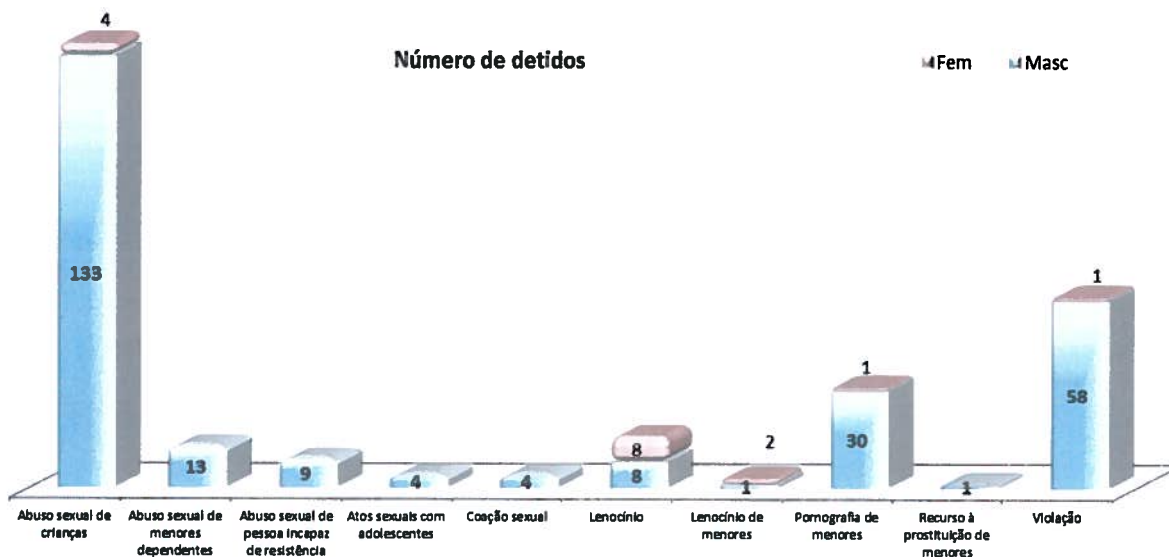 Número de detidos
Fem
Masc
4
133
13
9
4
4
8
8
2
1
1
30
1
1
58
Abuso sexual de
crianças
Abuso sexual de
menores
dependentes
Abuso sexual de
pessoa incapaz
de resistência
Atos sexuais com
adolescentes
Coação sexual
Lenocínio
Lenocínio de
menores
Pornografia de
menores
Recurso à
prostituição de
menores
Violação